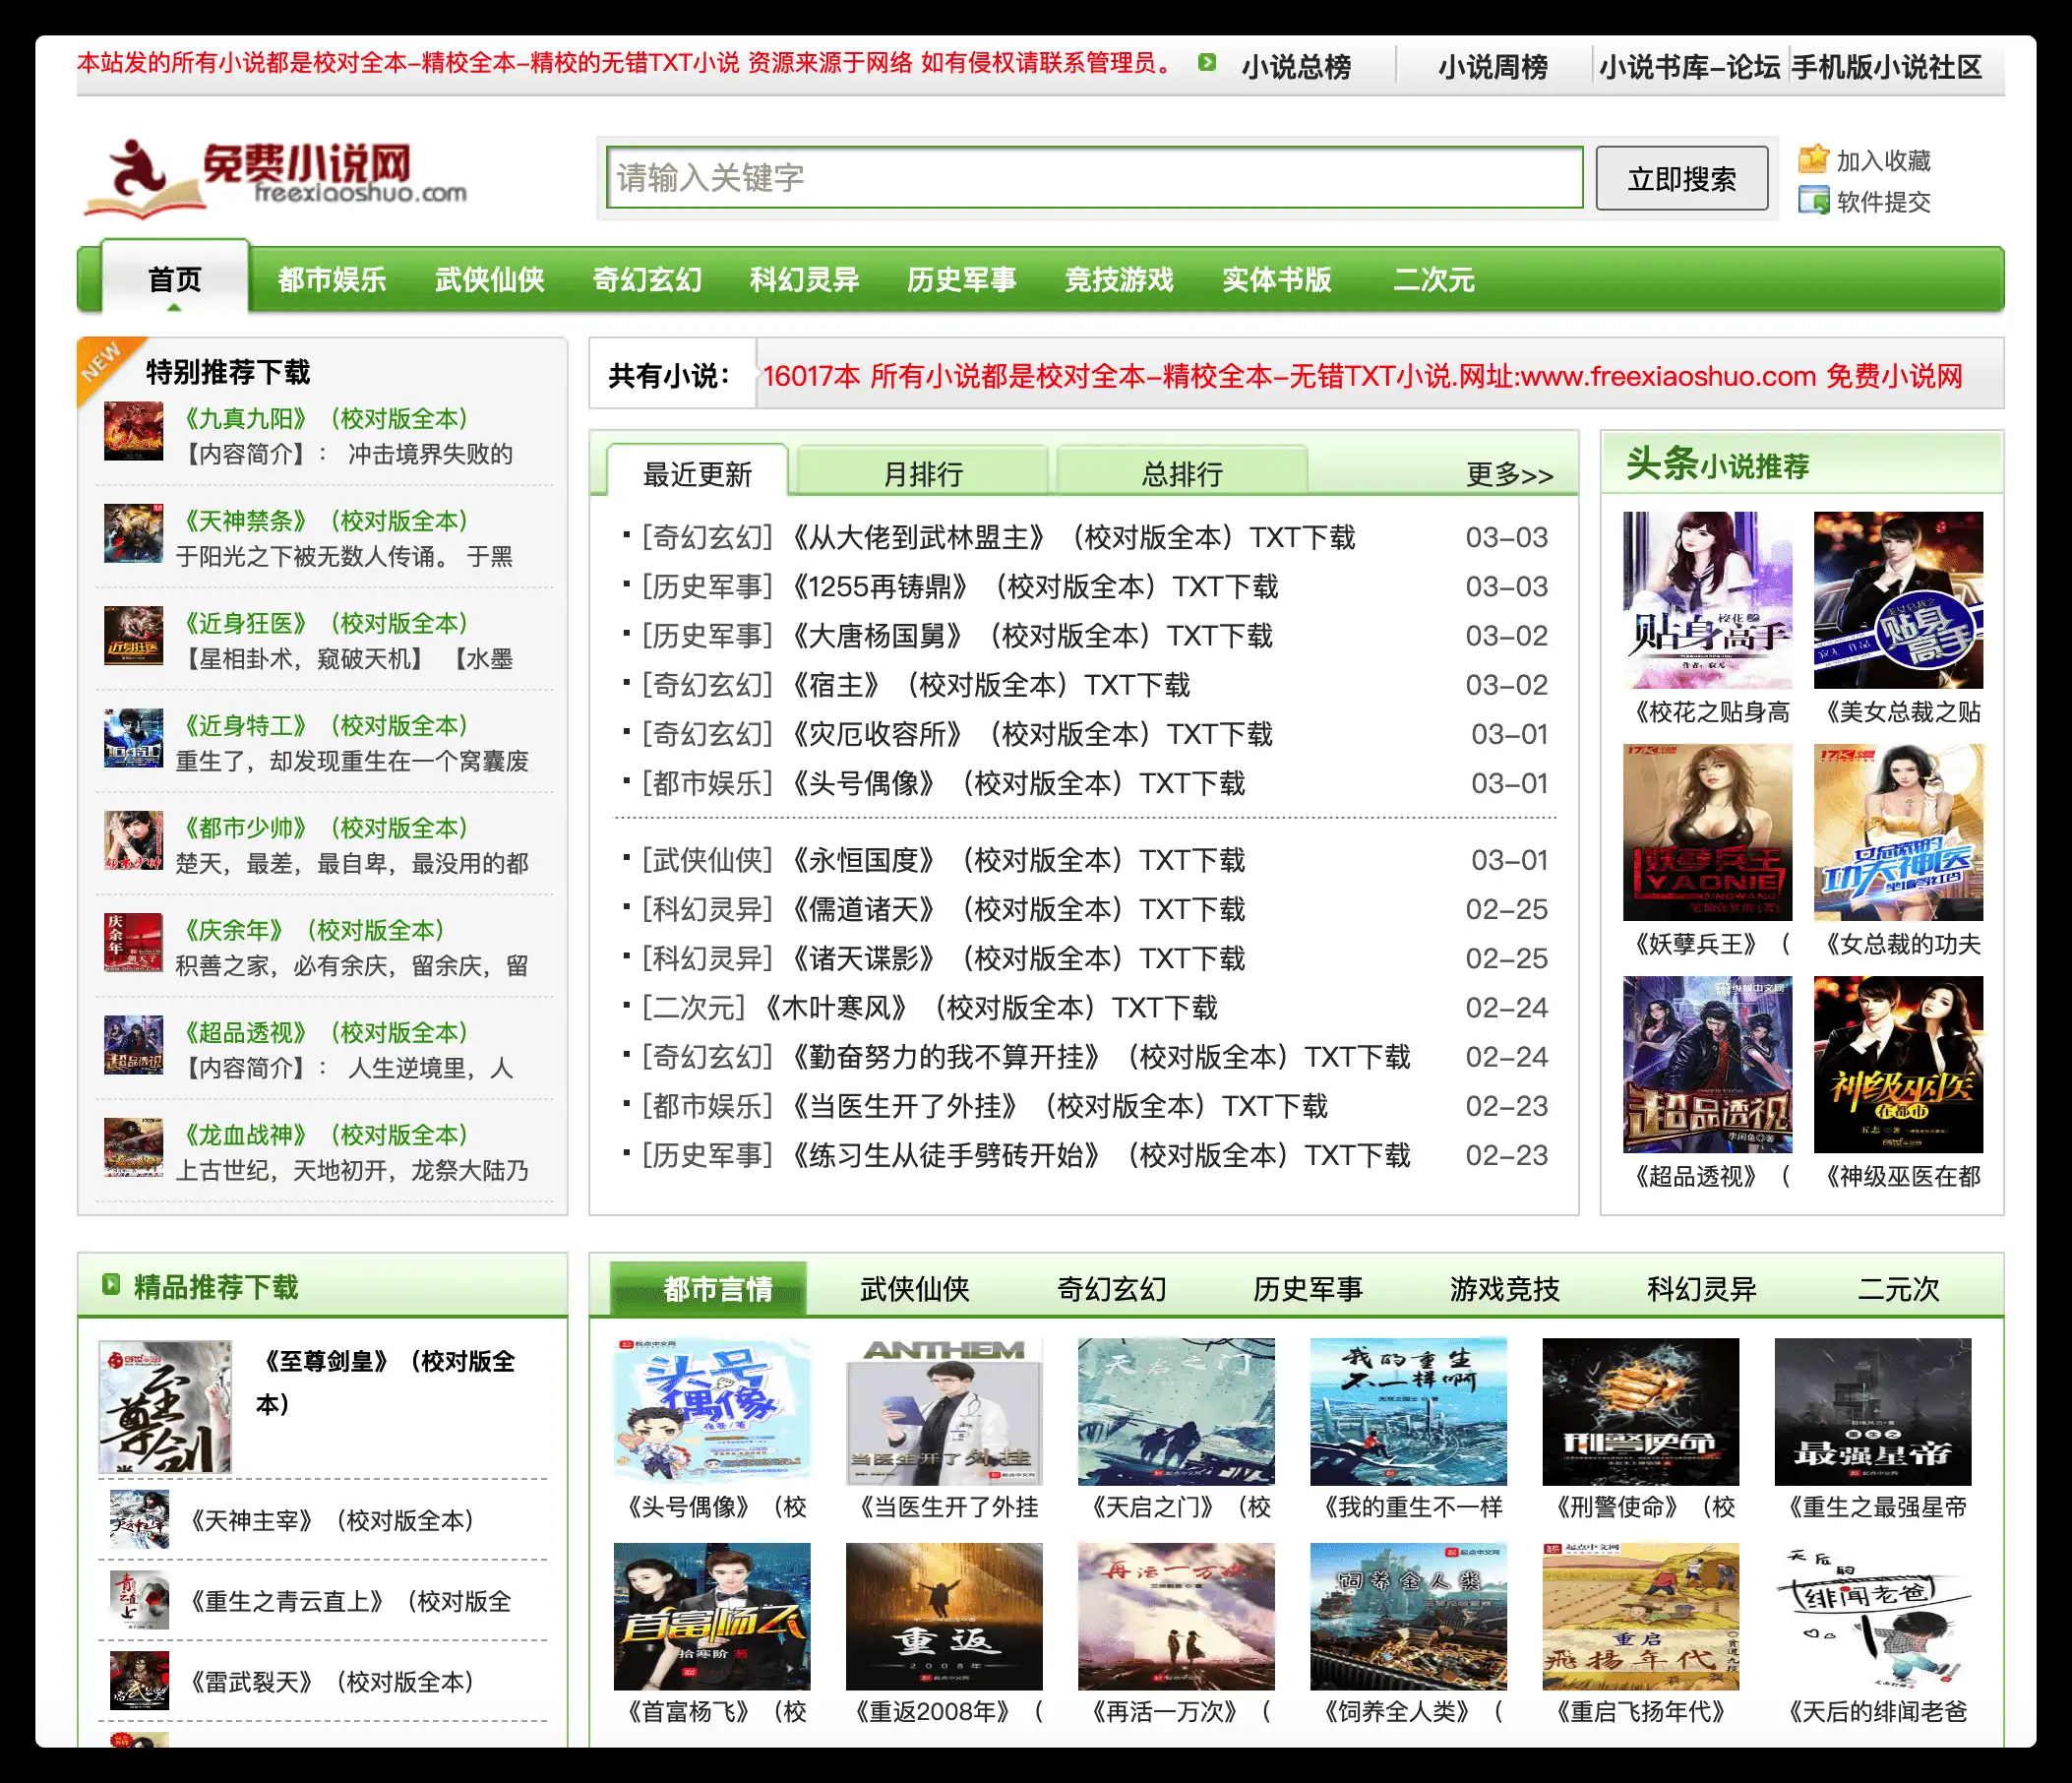 本站发的所有小说都是校对全本-精校全本-精校的无错TXT小说 资源来源于网络 如有侵权请联系管理员。 小说总榜 小说周榜 小说书库-论坛 手机版小说社区
免费小说网
freexiaoshuo.com
请输入关键字 立即搜索
加入收藏
软件提交
首页 都市娱乐 武侠仙侠 奇幻玄幻 科幻灵异 历史军事 竞技游戏 实体书版 二次元
NEW 特别推荐下载
《九真九阳》(校对版全本)
【内容简介】: 冲击境界失败的
《天神禁条》(校对版全本)
于阳光之下被无数人传诵。 于黑
《近身狂医》(校对版全本)
【星相卦术,窥破天机】 【水墨
《近身特工》(校对版全本)
重生了,却发现重生在一个窝囊废
《都市少帅》(校对版全本)
楚天,最差,最自卑,最没用的都
《庆余年》(校对版全本)
积善之家,必有余庆,留余庆,留
《超品透视》(校对版全本)
【内容简介】: 人生逆境里,人
《龙血战神》(校对版全本)
上古世纪,天地初开,龙祭大陆乃
共有小说: 16017本 所有小说都是校对全本-精校全本-无错TXT小说.网址:www.freexiaoshuo.com 免费小说网
最近更新 月排行 总排行 更多>>
[奇幻玄幻] 《从大佬到武林盟主》(校对版全本)TXT下载 03-03
[历史军事] 《1255再铸鼎》(校对版全本)TXT下载 03-03
[历史军事] 《大唐杨国舅》(校对版全本)TXT下载 03-02
[奇幻玄幻] 《宿主》(校对版全本)TXT下载 03-02
[奇幻玄幻] 《灾厄收容所》(校对版全本)TXT下载 03-01
[都市娱乐] 《头号偶像》(校对版全本)TXT下载 03-01
[武侠仙侠] 《永恒国度》(校对版全本)TXT下载 03-01
[科幻灵异] 《儒道诸天》(校对版全本)TXT下载 02-25
[科幻灵异] 《诸天谍影》(校对版全本)TXT下载 02-25
[二次元] 《木叶寒风》(校对版全本)TXT下载 02-24
[奇幻玄幻] 《勤奋努力的我不算开挂》(校对版全本)TXT下载 02-24
[都市娱乐] 《当医生开了外挂》(校对版全本)TXT下载 02-23
[历史军事] 《练习生从徒手劈砖开始》(校对版全本)TXT下载 02-23
头条小说推荐
校花之
贴身高手
贴身高手
《校花之贴身高 《美女总裁之贴
17K
妖孽兵王
YAONIE
BINGWANG
17K
女总裁的
功夫神医
《妖孽兵王》( 《女总裁的功夫
超品透视
神级巫医
在都市
《超品透视》( 《神级巫医在都
精品推荐下载
至尊剑
《至尊剑皇》(校对版全
本)
《天神主宰》(校对版全本)
青云直上
《重生之青云直上》(校对版全
《雷武裂天》(校对版全本)
都市言情 武侠仙侠 奇幻玄幻 历史军事 游戏竞技 科幻灵异 二元次
起点中文网
头号偶像
ANTHEM
当医生开了外挂
天启之门
我的重生
不一样啊
刑警使命
重生之
最强星帝
《头号偶像》(校 《当医生开了外挂 《天启之门》(校 《我的重生不一样 《刑警使命》(校 《重生之最强星帝
首富杨飞
拾寒阶 著
重返
2008年
再活一万次
起点中文网
饲养全人类
起点中文网
重启
飛揚年代
天后的
绯闻老爸
《首富杨飞》(校 《重返2008年》( 《再活一万次》( 《饲养全人类》( 《重启飞扬年代》 《天后的绯闻老爸